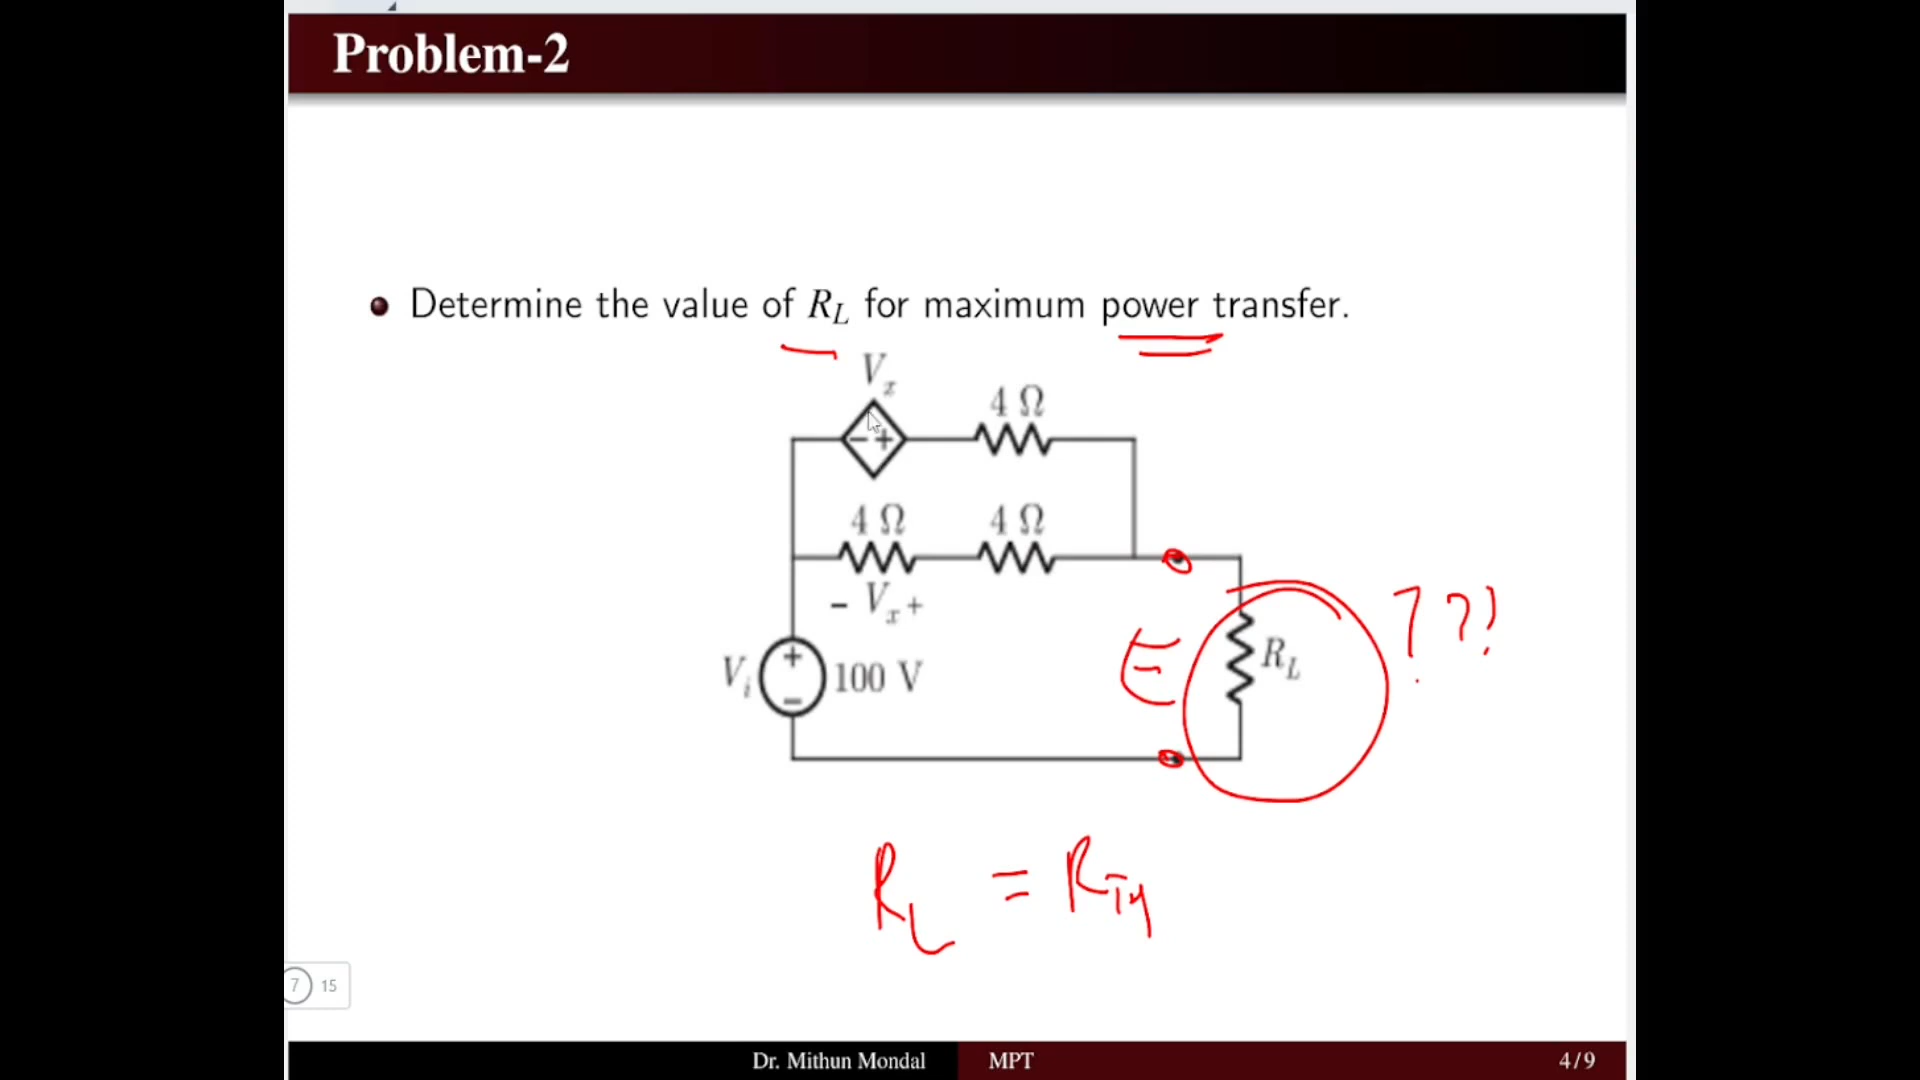 Problem-2
Determine the value of R_L for maximum power transfer.
V_x
4 Ω
4 Ω 4 Ω
- V_x +
V_i 100 V
E
R_L
? ? !
R_L = R_TH
7 15
Dr. Mithun Mondal MPT 4/9